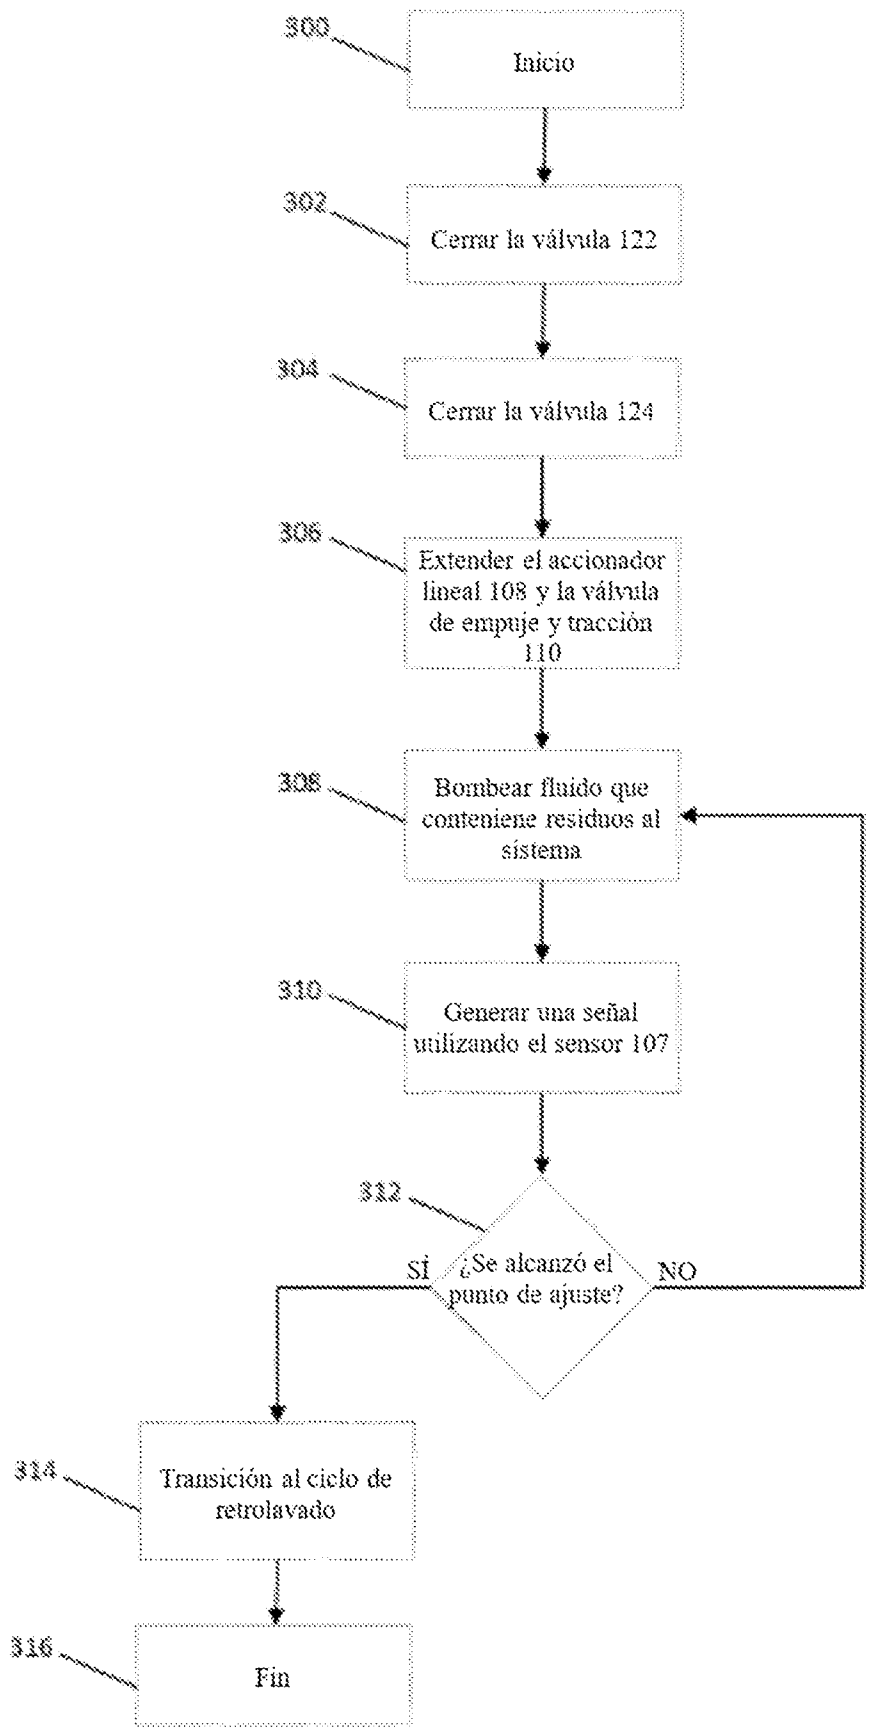 300
Inicio
302
Cerrar la válvula 122
304
Cerrar la válvula 124
306
Extender el accionador
lineal 108 y la válvula
de empuje y tracción
110
308
Bombear fluido que
conteniene residuos al
sistema
310
Generar una señal
utilizando el sensor 107
312
¿Se alcanzó el
punto de ajuste?
SÍ
NO
314
Transición al ciclo de
retrolavado
316
Fin